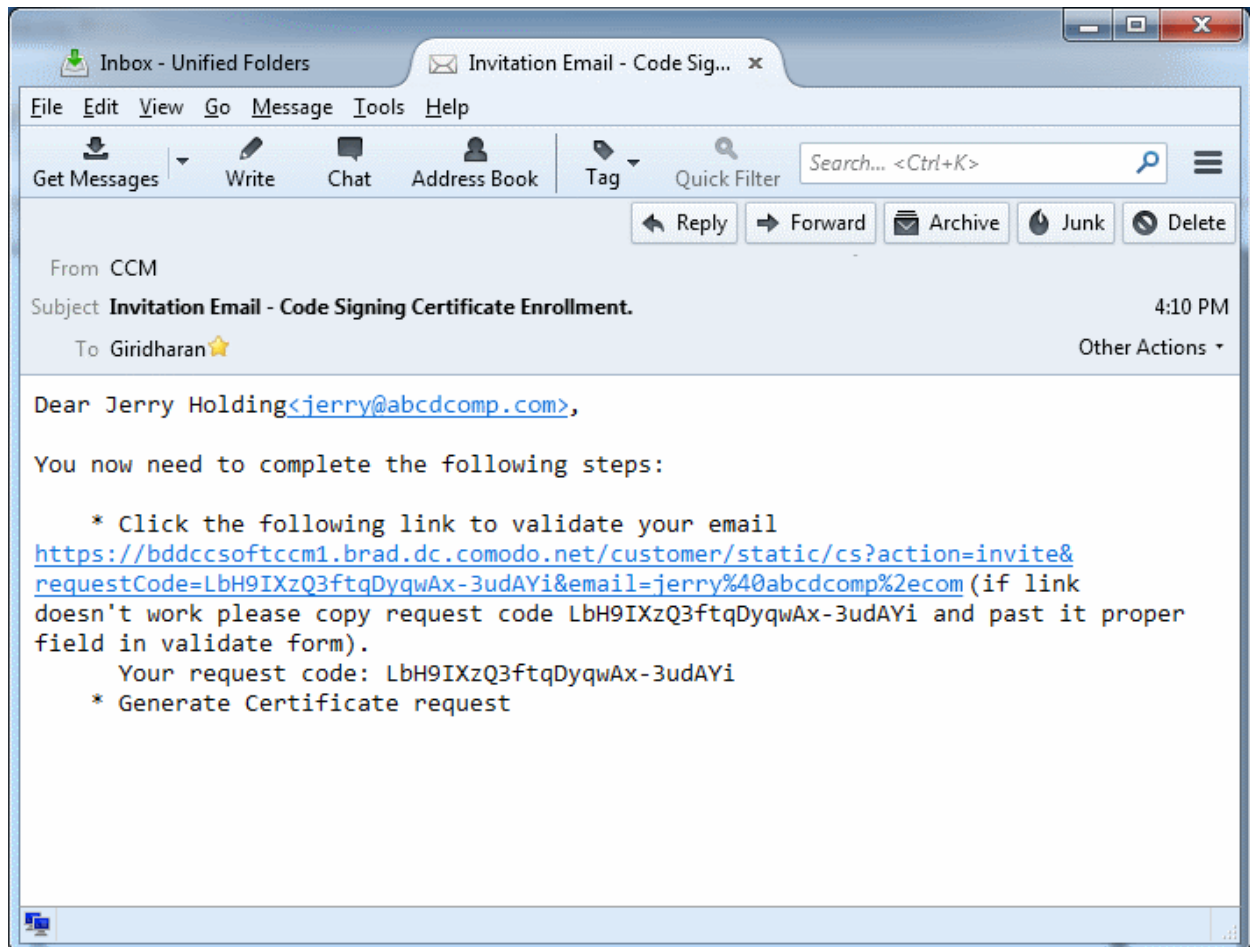 Inbox - Unified Folders
Invitation Email - Code Sig...
File Edit View Go Message Tools Help
Get Messages Write Chat Address Book Tag Quick Filter Search... <Ctrl+K>
Reply Forward Archive Junk Delete
From CCM
Subject Invitation Email - Code Signing Certificate Enrollment. 4:10 PM
To Giridharan Other Actions
Dear Jerry Holding<jerry@abcdcomp.com>,
You now need to complete the following steps:
* Click the following link to validate your email
https://bddccsoftccm1.brad.dc.comodo.net/customer/static/cs?action=invite&
requestCode=LbH9IXzQ3ftqDyqwAx-3udAYi&email=jerry%40abcdcomp%2ecom (if link
doesn't work please copy request code LbH9IXzQ3ftqDyqwAx-3udAYi and past it proper
field in validate form).
Your request code: LbH9IXzQ3ftqDyqwAx-3udAYi
* Generate Certificate request